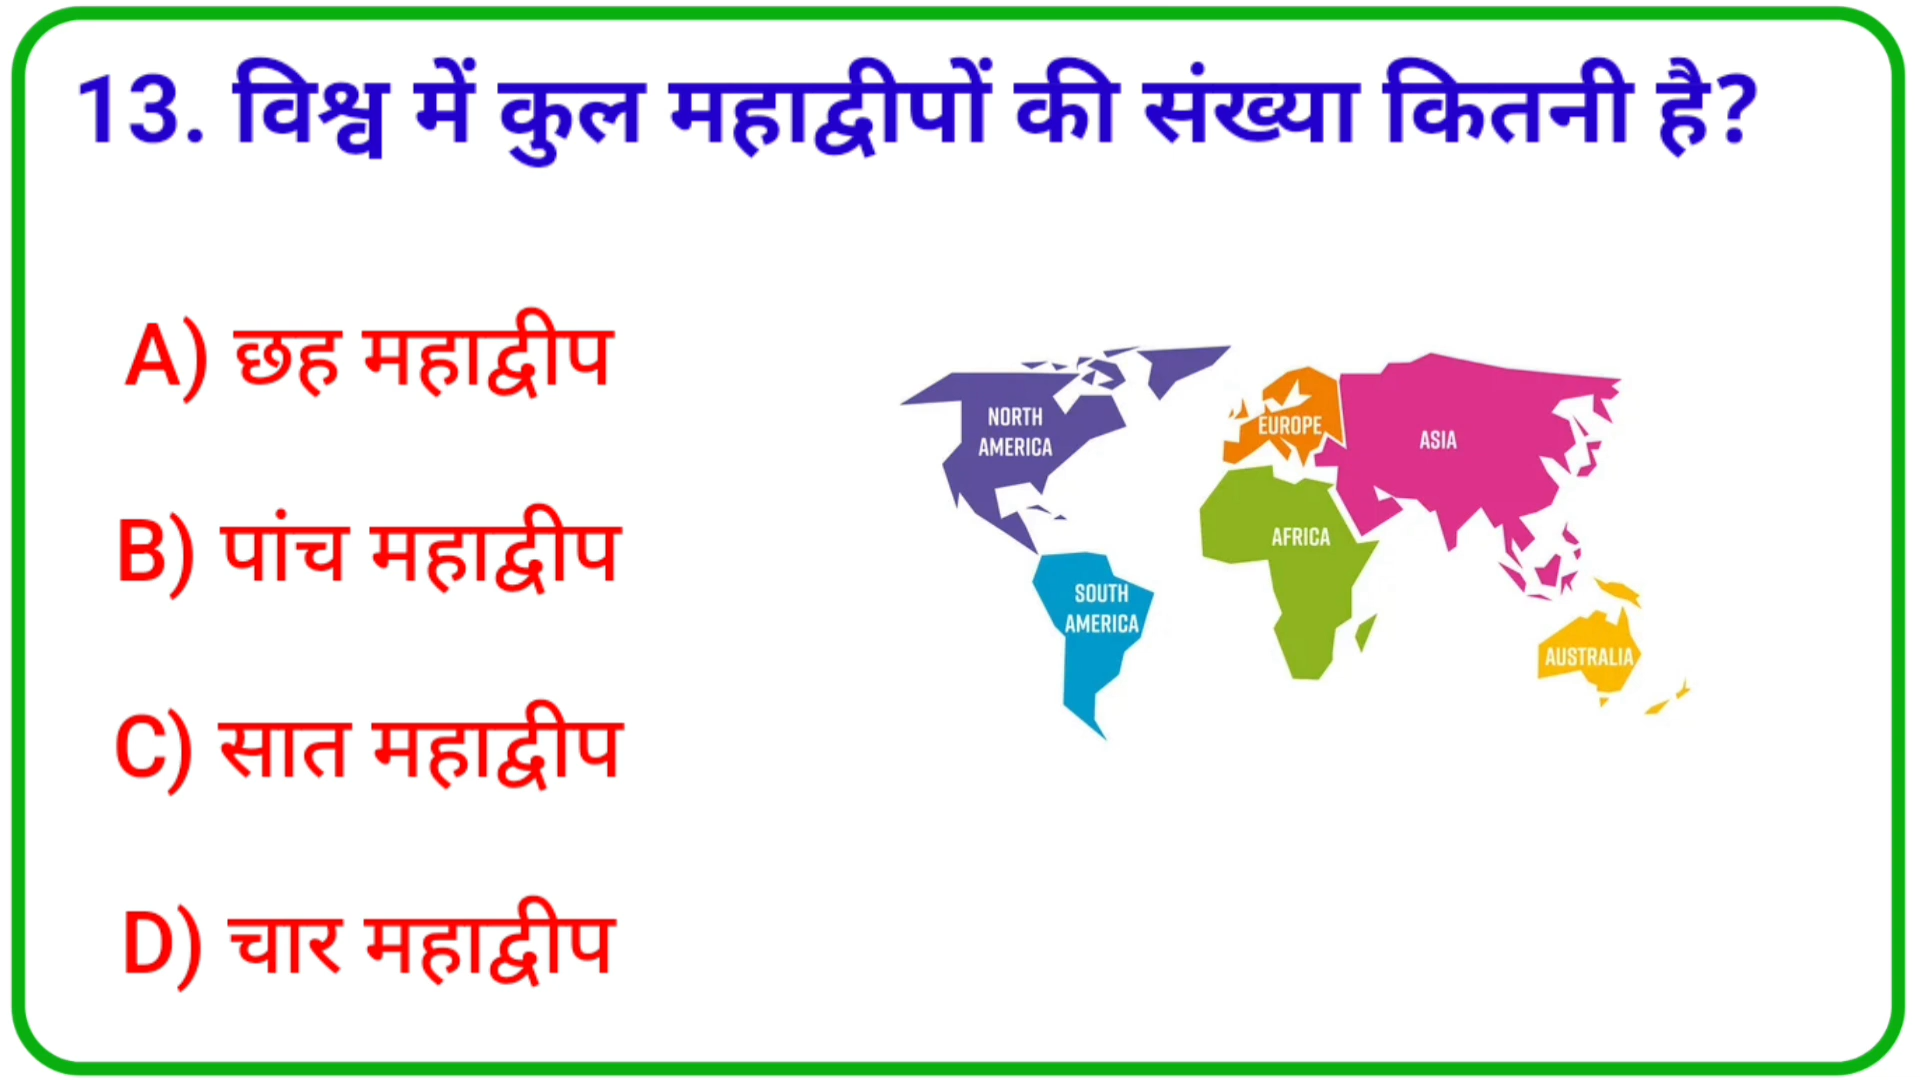 13. विश्व में कुल महाद्वीपों की संख्या कितनी है?
A) छह महाद्वीप
B) पांच महाद्वीप
C) सात महाद्वीप
D) चार महाद्वीप
NORTH
AMERICA
EUROPE
ASIA
AFRICA
SOUTH
AMERICA
AUSTRALIA